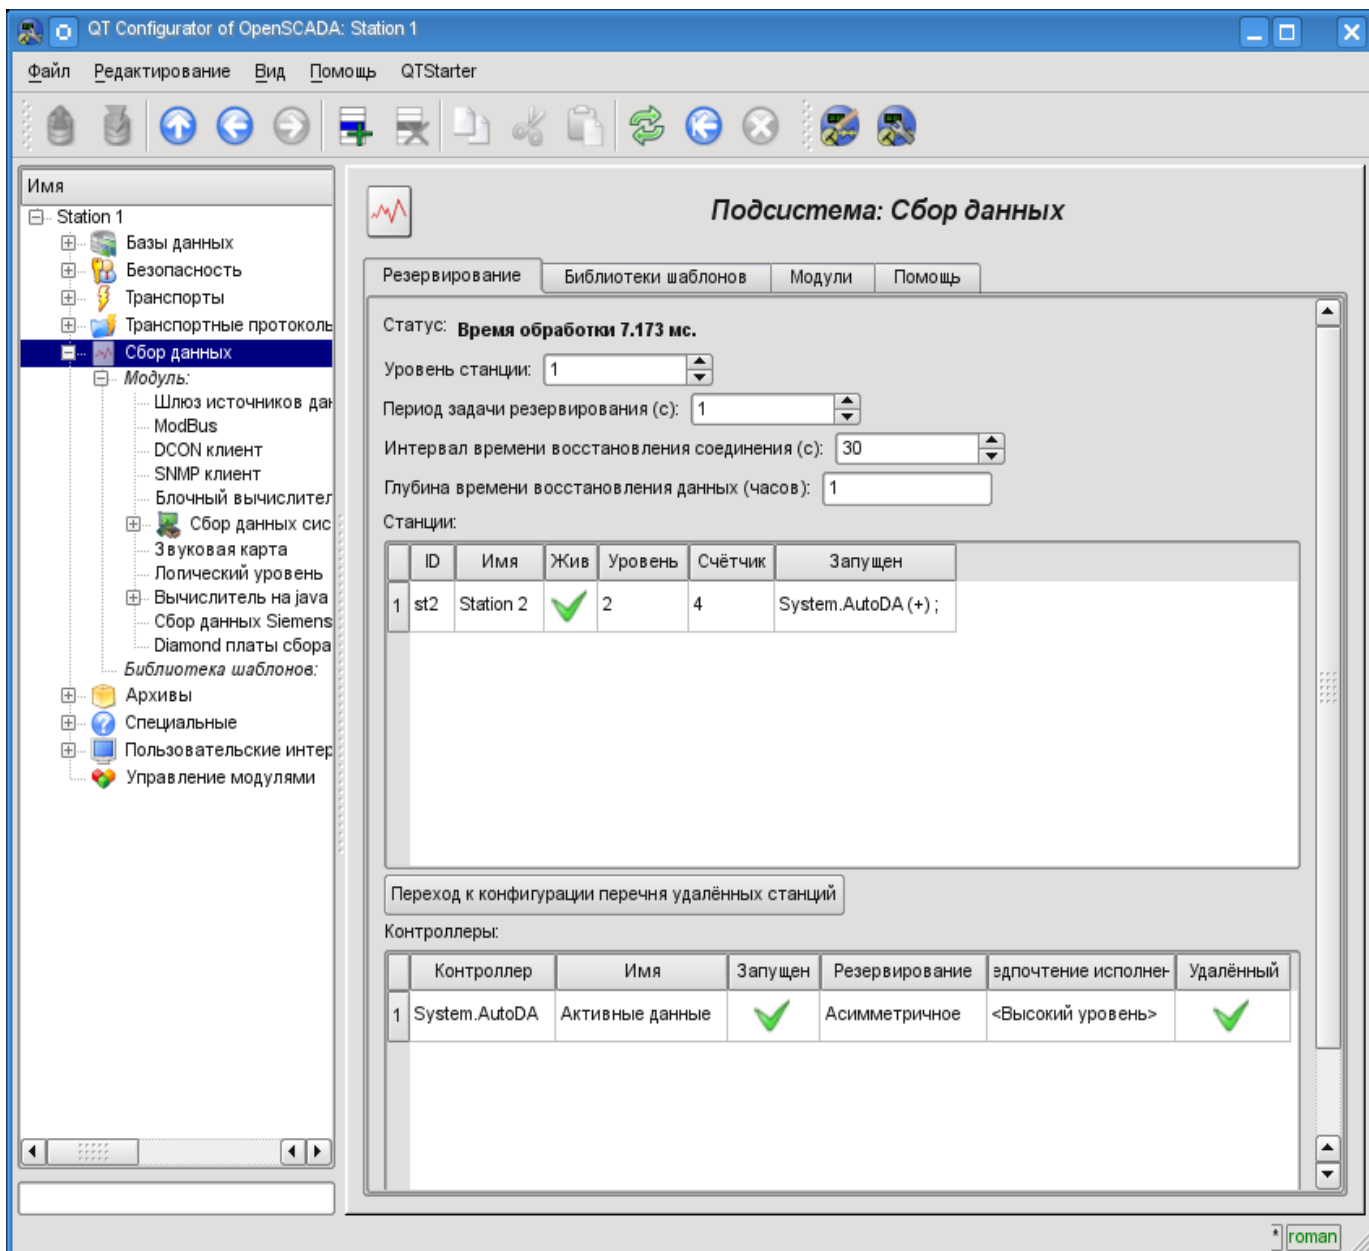 QT Configurator of OpenSCADA: Station 1
Файл Редактирование Вид Помощь QTStarter
Имя
Station 1
Базы данных
Безопасность
Транспорты
Транспортные протоколь
Сбор данных
Модуль:
Шлюз источников дан
ModBus
DCON клиент
SNMP клиент
Блочный вычислител
Сбор данных сис
Звуковая карта
Логический уровень
Вычислитель на java
Сбор данных Siemens
Diamond платы сбора
Библиотека шаблонов:
Архивы
Специальные
Пользовательские интер
Управление модулями
Подсистема: Сбор данных
Резервирование Библиотеки шаблонов Модули Помощь
Статус: Время обработки 7.173 мс.
Уровень станции: 1
Период задачи резервирования (с): 1
Интервал времени восстановления соединения (с): 30
Глубина времени восстановления данных (часов): 1
Станции:
ID Имя Жив Уровень Счётчик Запущен
1 st2 Station 2 2 4 System.AutoDA (+) ;
Переход к конфигурации перечня удалённых станций
Контроллеры:
Контроллер Имя Запущен Резервирование едпочтение исполнен Удалённый
1 System.AutoDA Активные данные Асимметричное <Высокий уровень>
* roman